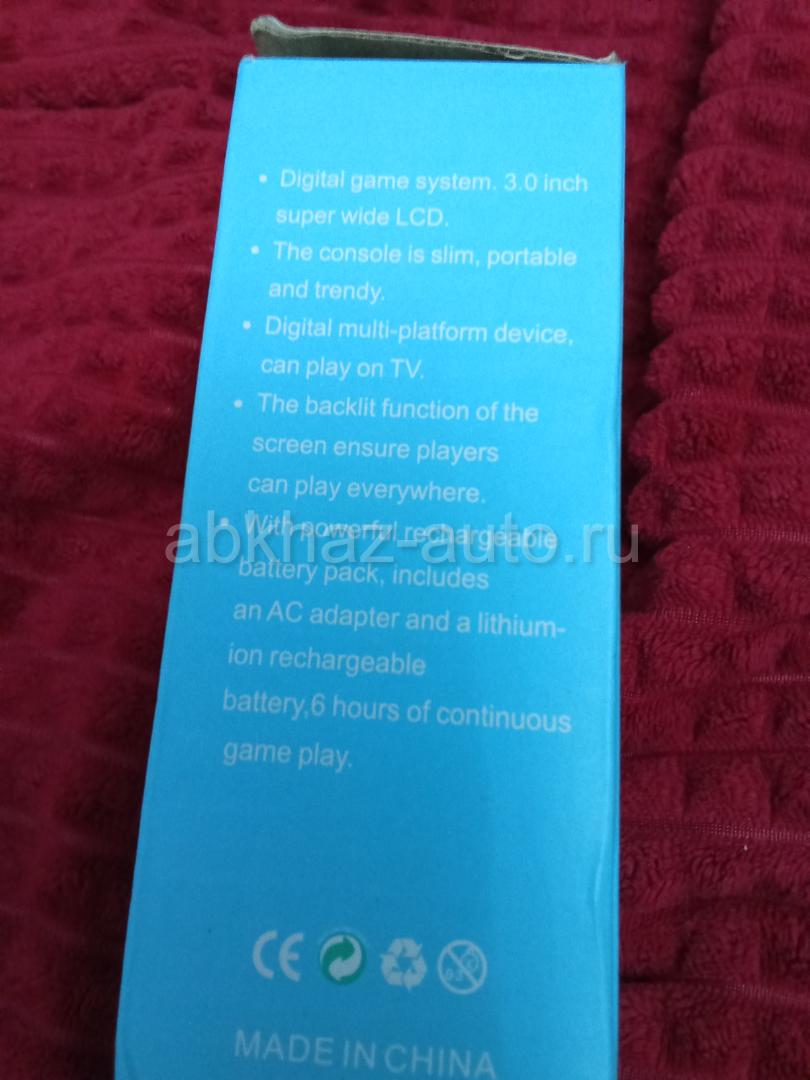 • Digital game system. 3.0 inch
super wide LCD.
• The console is slim, portable
and trendy.
• Digital multi-platform device,
can play on TV.
• The backlit function of the
screen ensure players
can play everywhere.
• With powerful rechargeable
abkhaz-auto.ru
battery pack, includes
an AC adapter and a lithium-
ion rechargeable
battery,6 hours of continuous
game play.
CE
0-3
MADE IN CHINA